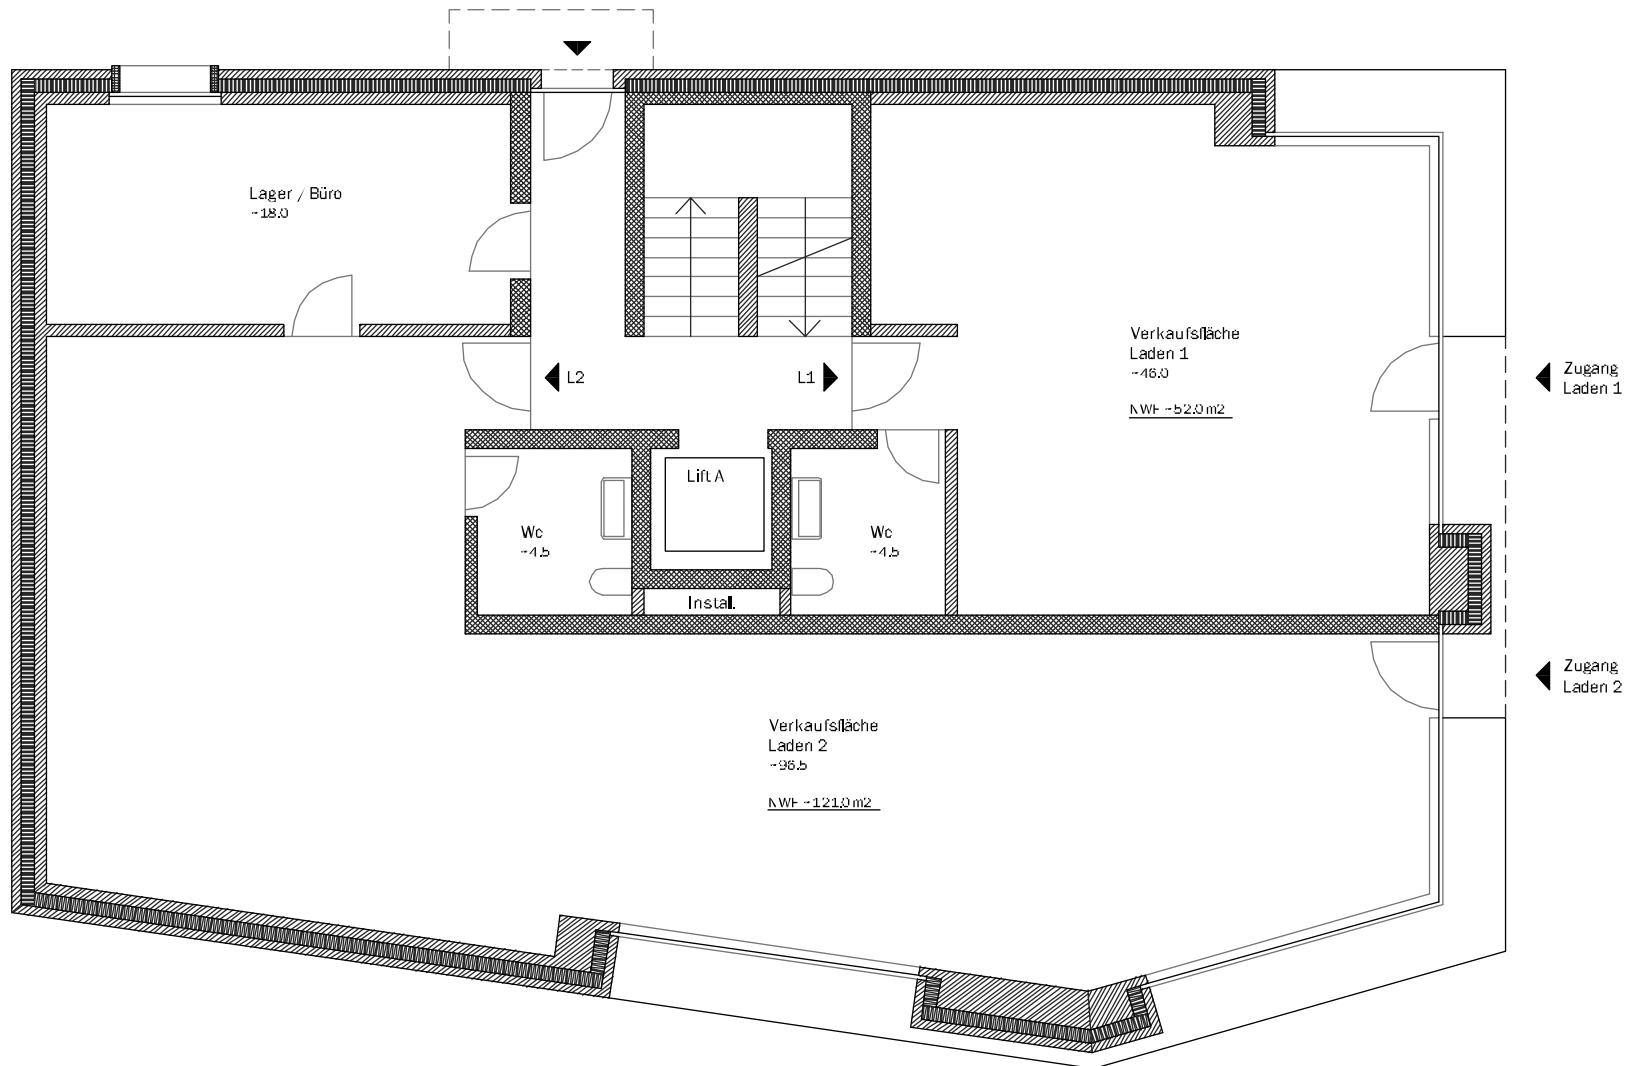 Lager / Büro
~18.0
L2
L1
Verkaufsfläche
Laden 1
~46.0
NWF ~52.0 m2
Zugang
Laden 1
Lift A
Wc
~4.5
Wc
~4.5
Install.
Zugang
Laden 2
Verkaufsfläche
Laden 2
~96.5
NWF ~121.0 m2